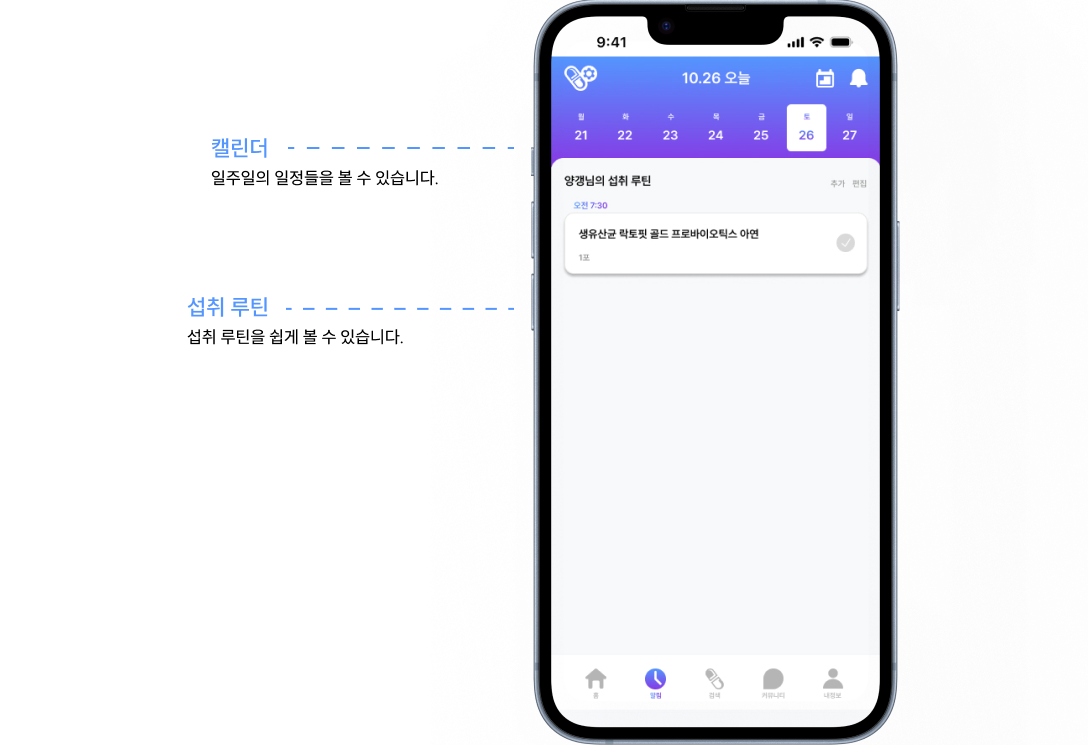 9:41
10.26 오늘
월 화 수 목 금 토 일
21 22 23 24 25 26 27
캘린더
일주일의 일정들을 볼 수 있습니다.
양갱님의 섭취 루틴
추가 편집
오전 7:30
생유산균 락토핏 골드 프로바이오틱스 아연
1포
섭취 루틴
섭취 루틴을 쉽게 볼 수 있습니다.
홈 알림 검색 커뮤니티 내정보